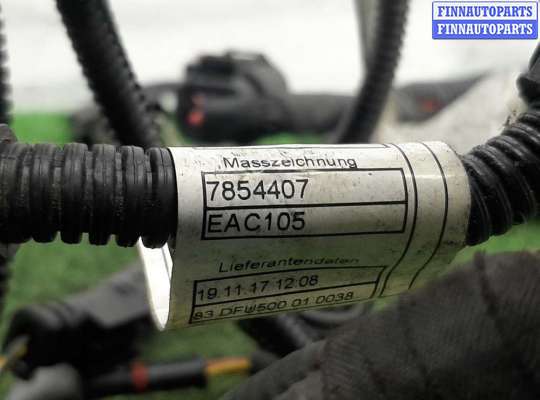 FINNAUTOPARTS
FINNAUTOPARTS
Masszeichnung
7854407
EAC105
Lieferantendaten
19.11.17 12:08
83 DFW500 01 0038